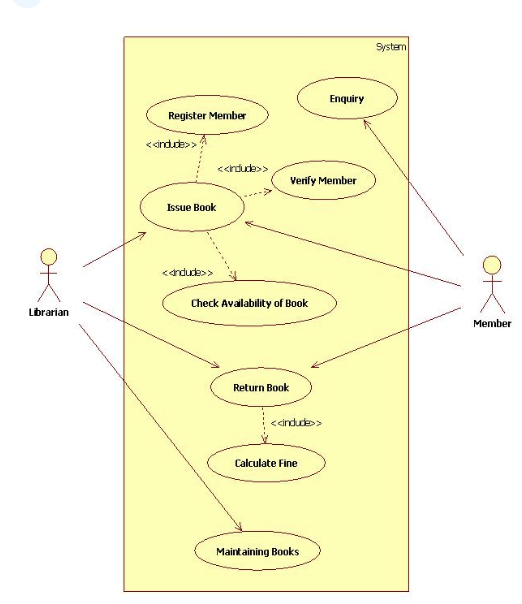 System
Enquiry
Register Member
<<include>>
<<include>>
Verify Member
Issue Book
<<include>>
Check Availability of Book
Librarian
Member
Return Book
<<include>>
Calculate Fine
Maintaining Books